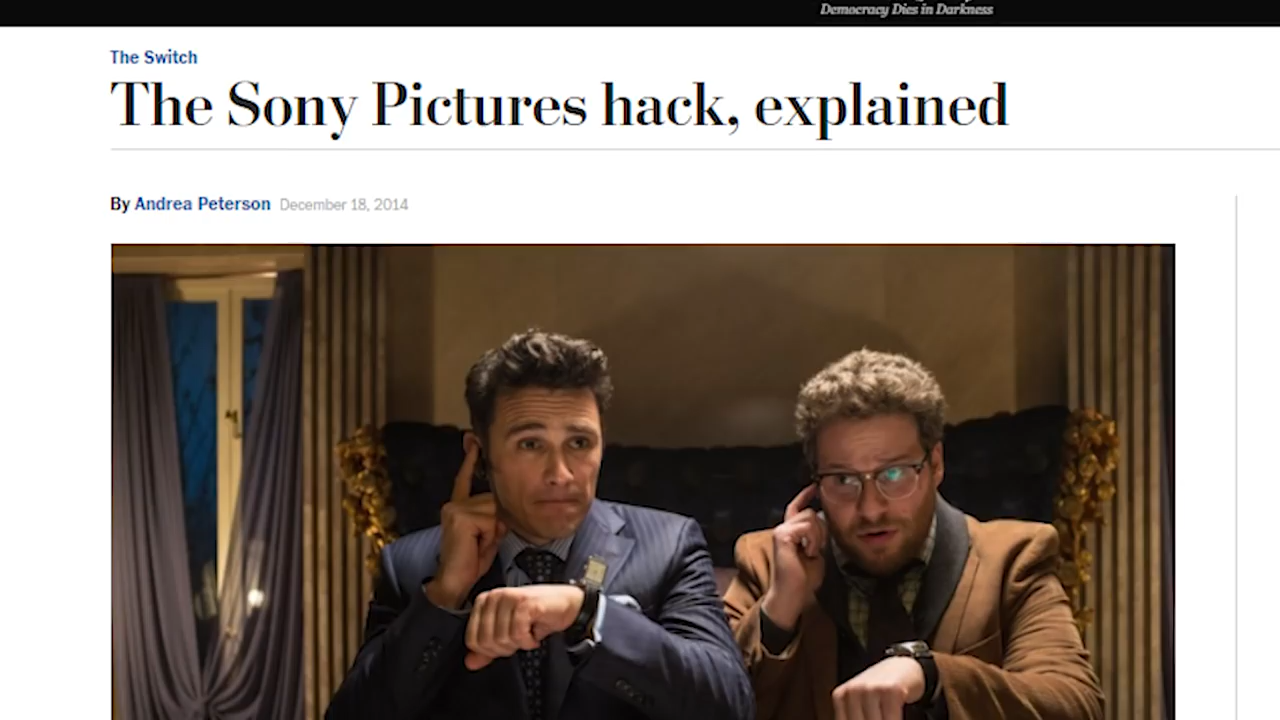 Democracy Dies in Darkness
The Switch
The Sony Pictures hack, explained
By Andrea Peterson December 18, 2014